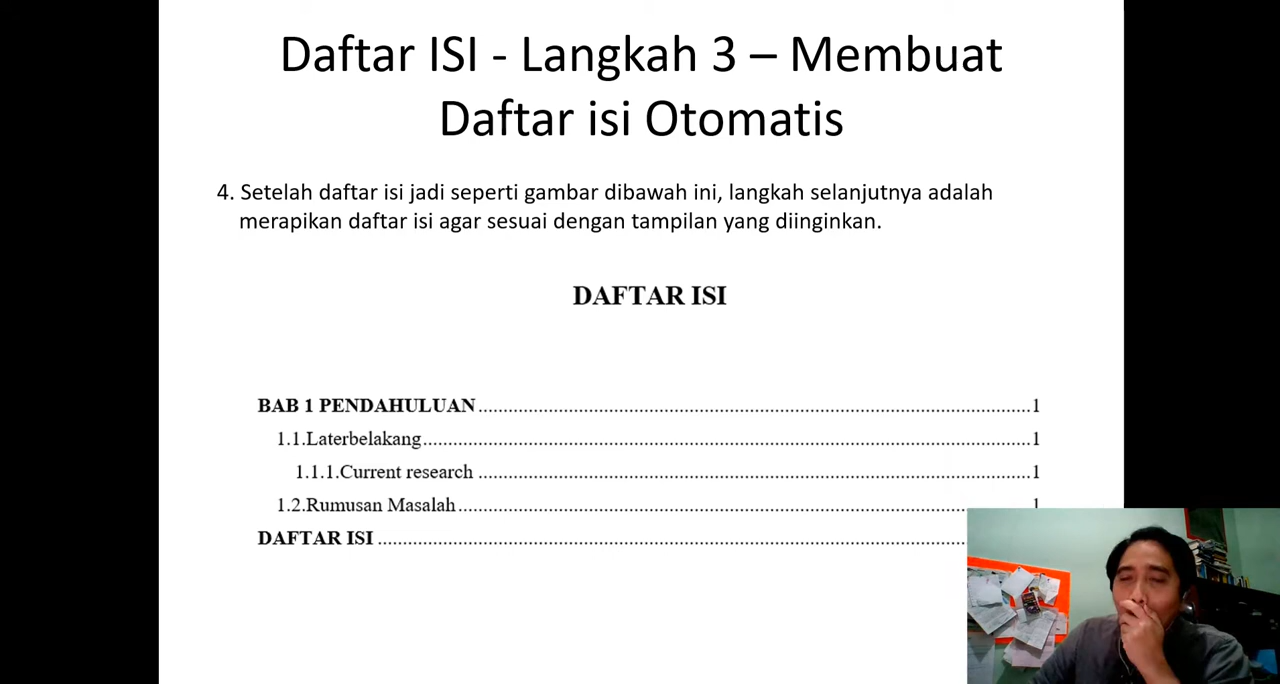 Daftar ISI - Langkah 3 – Membuat
Daftar isi Otomatis
4. Setelah daftar isi jadi seperti gambar dibawah ini, langkah selanjutnya adalah
merapikan daftar isi agar sesuai dengan tampilan yang diinginkan.
DAFTAR ISI
BAB 1 PENDAHULUAN........................................1
1.1.Laterbelakang........................................1
1.1.1.Current research ........................................1
1.2.Rumusan Masalah........................................1
DAFTAR ISI ........................................